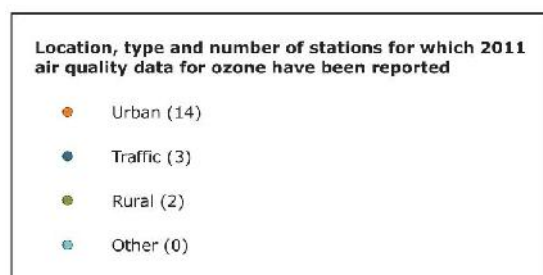 Location, type and number of stations for which 2011
air quality data for ozone have been reported
Urban (14)
Traffic (3)
Rural (2)
Other (0)